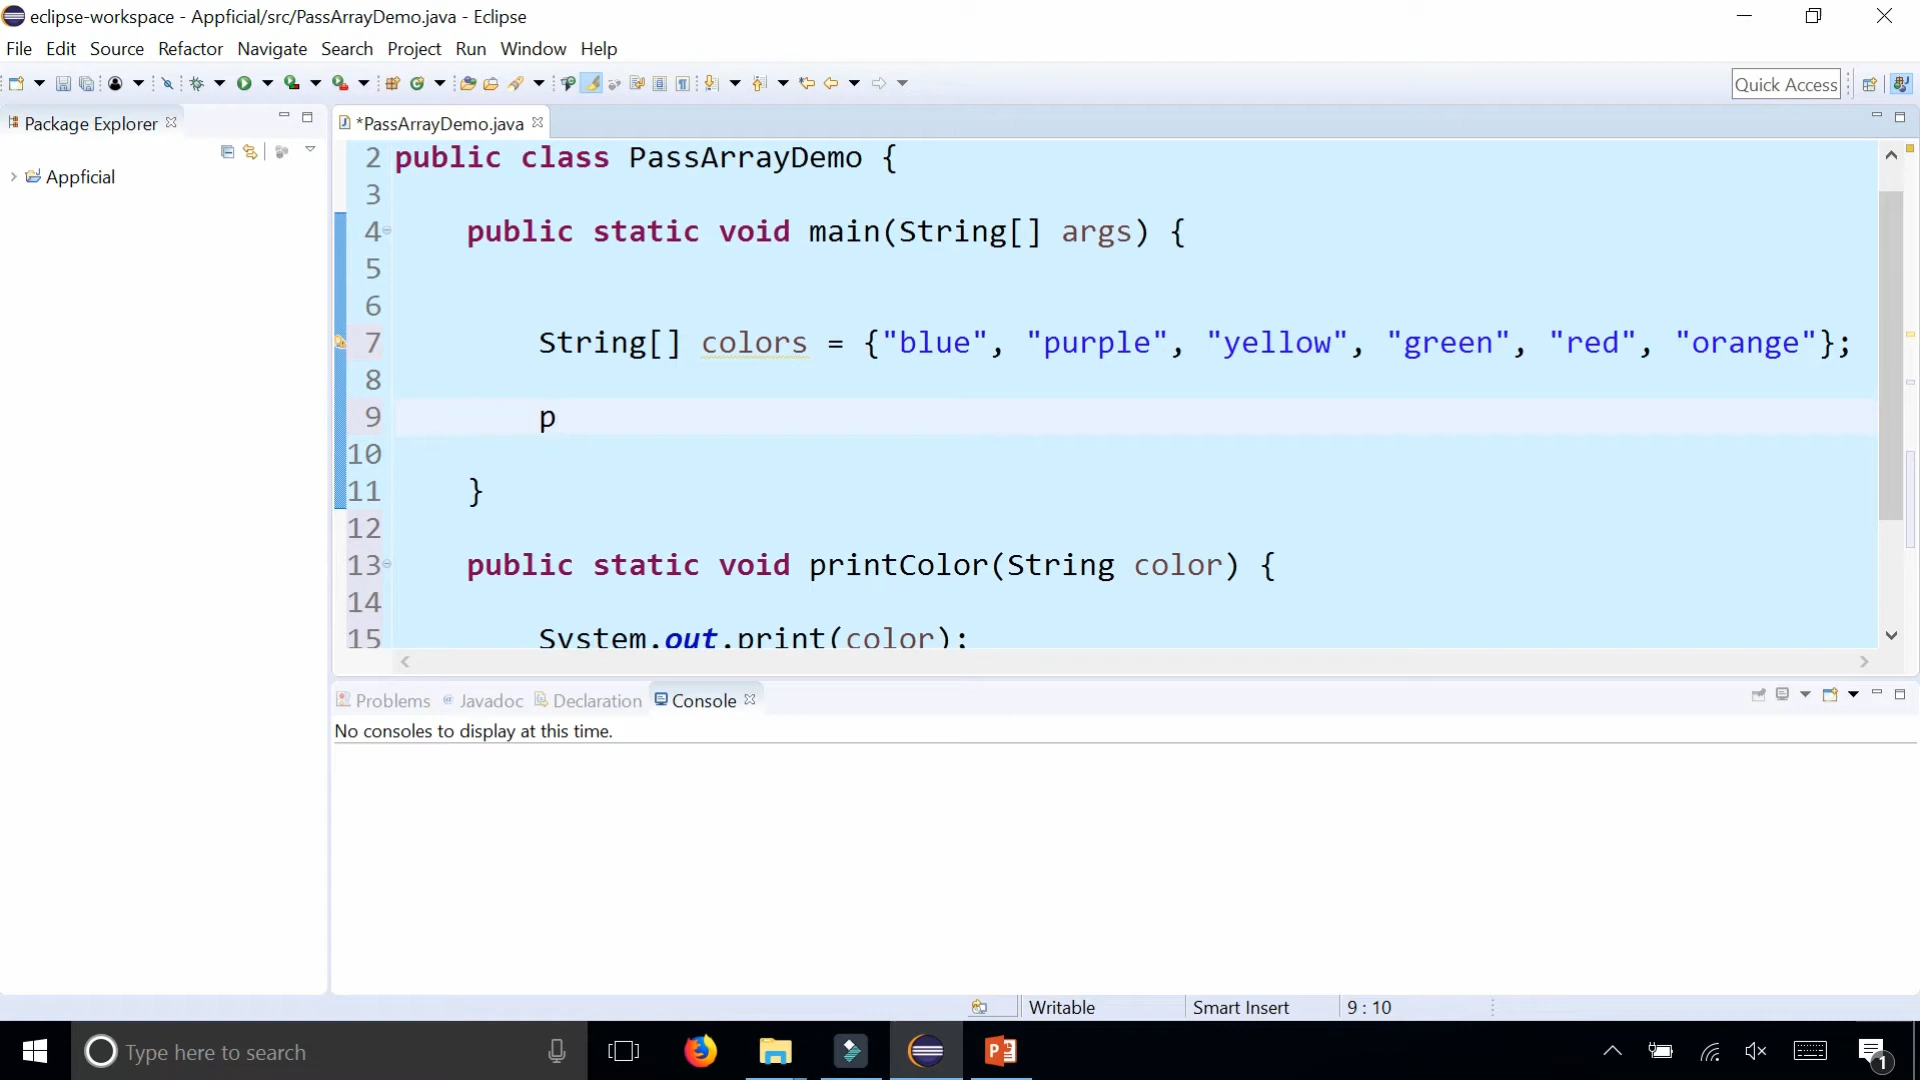 eclipse-workspace - Appficial/src/PassArrayDemo.java - Eclipse
File Edit Source Refactor Navigate Search Project Run Window Help
Quick Access
Package Explorer
*PassArrayDemo.java
Appficial
2 public class PassArrayDemo {
3
4 public static void main(String[] args) {
5
6
7 String[] colors = {"blue", "purple", "yellow", "green", "red", "orange"};
8
9 p
10
11 }
12
13 public static void printColor(String color) {
14
15 System.out.print(color);
Problems Javadoc Declaration Console
No consoles to display at this time.
Writable Smart Insert 9 : 10
Type here to search
1